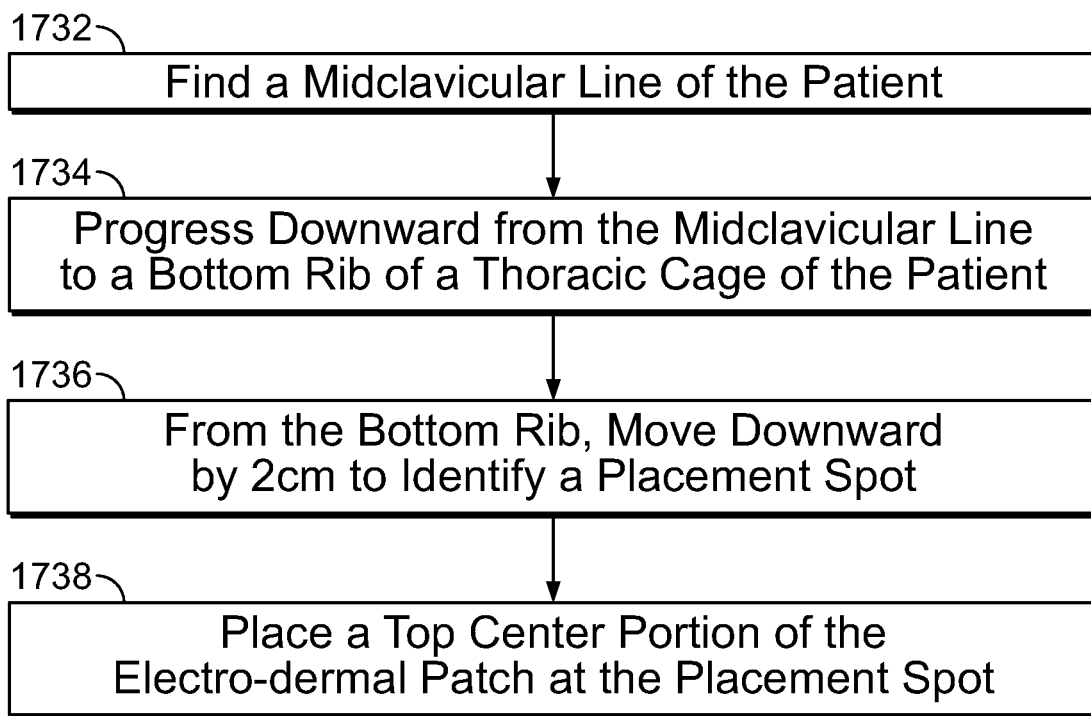 1732
Find a Midclavicular Line of the Patient
1734
Progress Downward from the Midclavicular Line
to a Bottom Rib of a Thoracic Cage of the Patient
1736
From the Bottom Rib, Move Downward
by 2cm to Identify a Placement Spot
1738
Place a Top Center Portion of the
Electro-dermal Patch at the Placement Spot